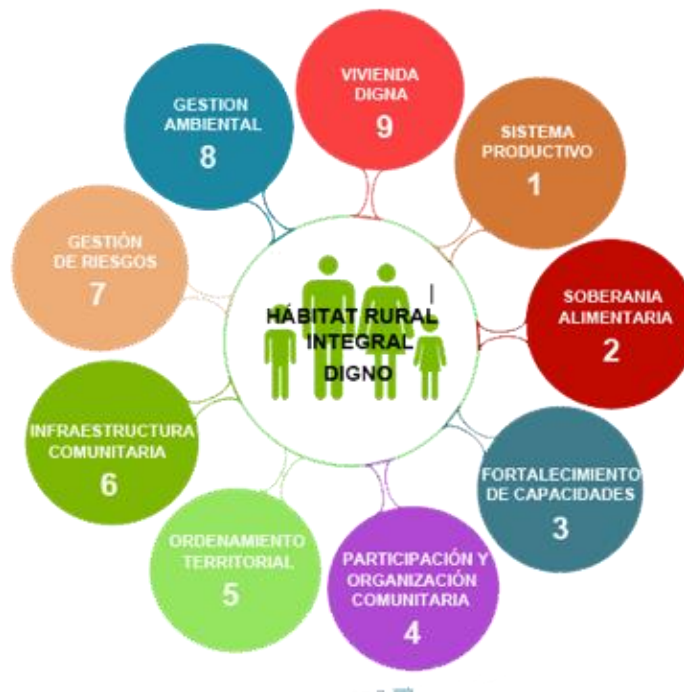 HÁBITAT RURAL
INTEGRAL
DIGNO
SISTEMA
PRODUCTIVO
1
SOBERANIA
ALIMENTARIA
2
FORTALECIMIENTO
DE CAPACIDADES
3
PARTICIPACIÓN Y
ORGANIZACIÓN
COMUNITARIA
4
ORDENAMIENTO
TERRITORIAL
5
INFRAESTRUCTURA
COMUNITARIA
6
GESTIÓN
DE RIESGOS
7
GESTION
AMBIENTAL
8
VIVIENDA
DIGNA
9